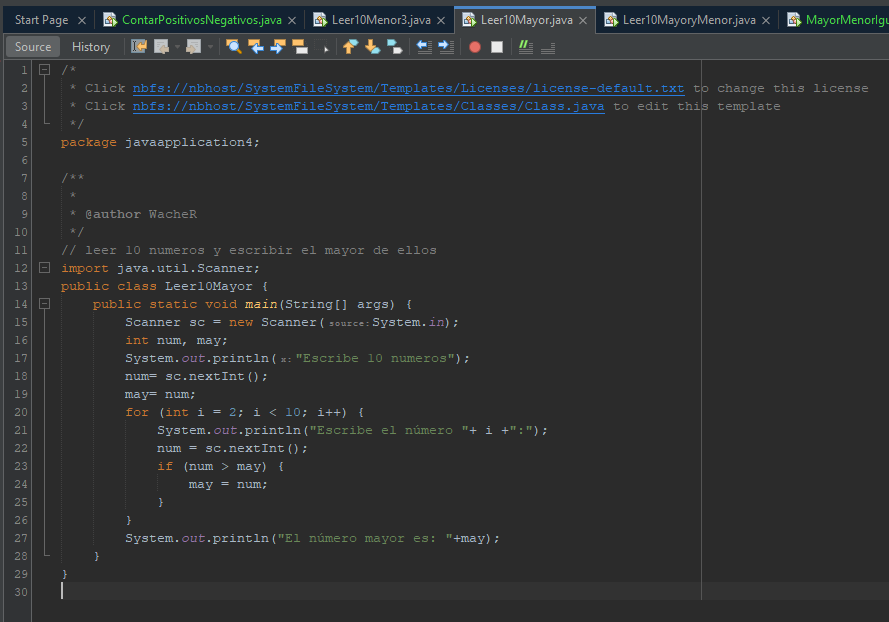 Start Page ContarPositivosNegativos.java Leer10Menor3.java Leer10Mayor.java Leer10MayoryMenor.java MayorMenorIgu
Source History
1 /*
2 * Click nbfs://nbhost/SystemFileSystem/Templates/Licenses/license-default.txt to change this license
3 * Click nbfs://nbhost/SystemFileSystem/Templates/Classes/Class.java to edit this template
4 */
5 package javaapplication4;
6
7 /**
8 *
9 * @author WacheR
10 */
11 // leer 10 numeros y escribir el mayor de ellos
12 import java.util.Scanner;
13 public class Leer10Mayor {
14 public static void main(String[] args) {
15 Scanner sc = new Scanner( source: System.in);
16 int num, may;
17 System.out.println( x: "Escribe 10 numeros");
18 num= sc.nextInt();
19 may= num;
20 for (int i = 2; i < 10; i++) {
21 System.out.println("Escribe el número "+ i +":");
22 num = sc.nextInt();
23 if (num > may) {
24 may = num;
25 }
26 }
27 System.out.println("El número mayor es: "+may);
28 }
29 }
30